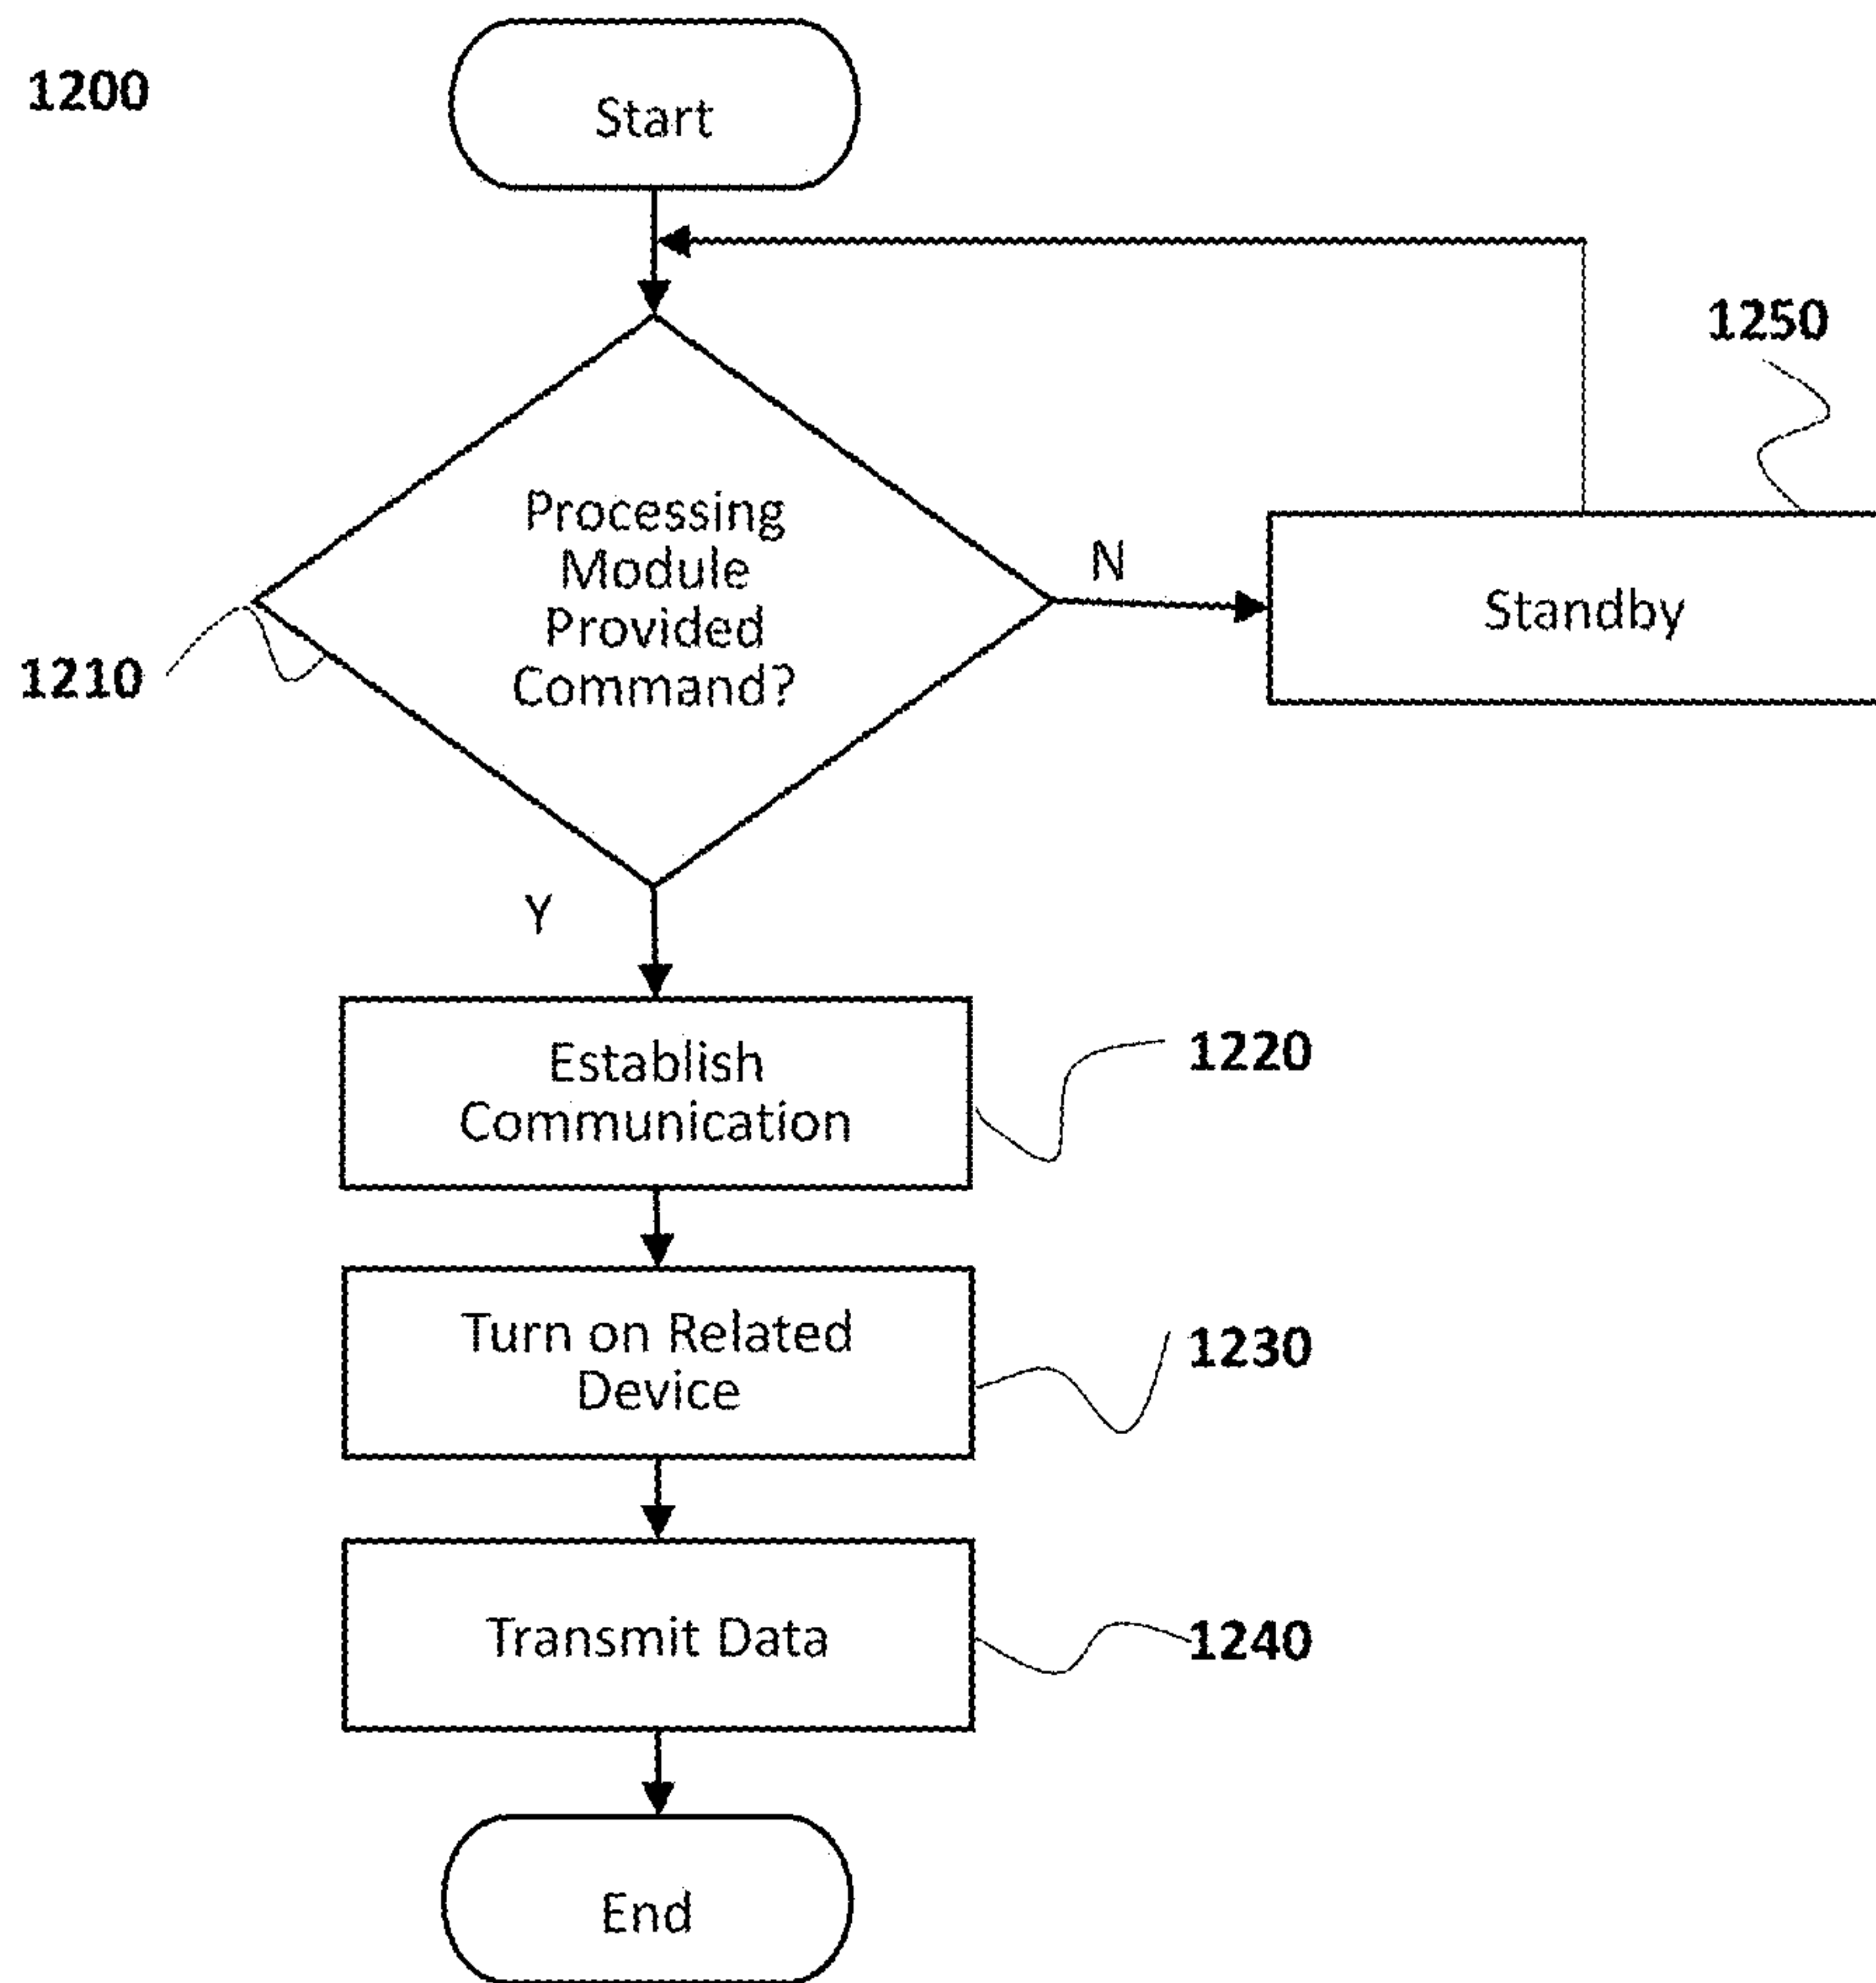 1200
Start
1250
Processing
Module
Provided
Command?
N
Standby
1210
Y
Establish
Communication
1220
Turn on Related
Device
1230
Transmit Data
1240
End